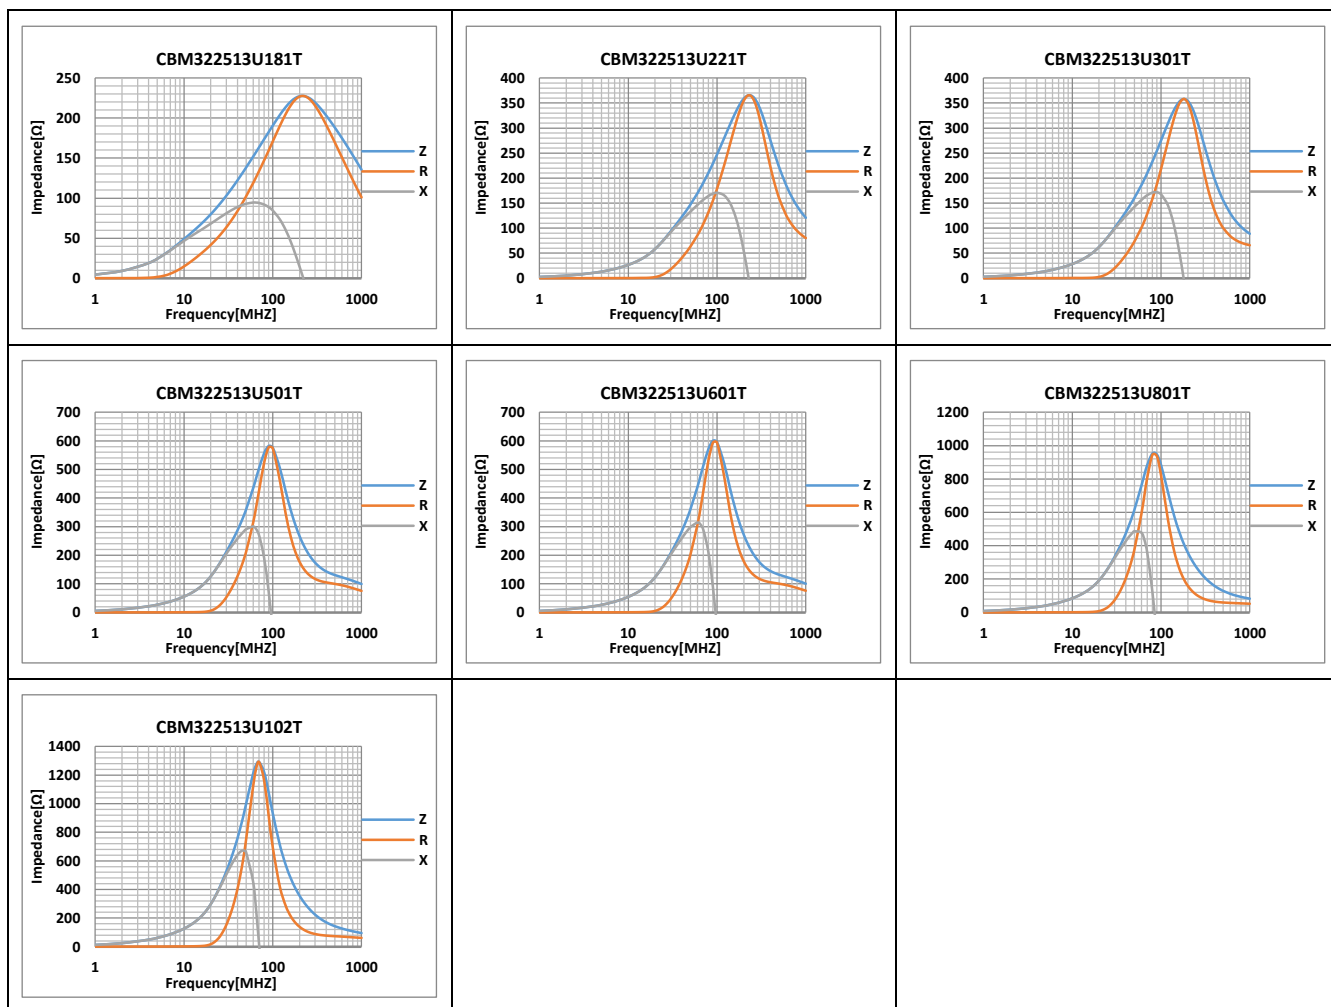 CBM322513U181T
250
200
150
100
50
0
Impedance[Ω]
1 10 100 1000
Frequency[MHZ]
Z
R
X
CBM322513U221T
400
350
300
250
200
150
100
50
0
Impedance[Ω]
1 10 100 1000
Frequency[MHZ]
Z
R
X
CBM322513U301T
400
350
300
250
200
150
100
50
0
Impedance[Ω]
1 10 100 1000
Frequency[MHZ]
Z
R
X
CBM322513U501T
700
600
500
400
300
200
100
0
Impedance[Ω]
1 10 100 1000
Frequency[MHZ]
Z
R
X
CBM322513U601T
700
600
500
400
300
200
100
0
Impedance[Ω]
1 10 100 1000
Frequency[MHZ]
Z
R
X
CBM322513U801T
1200
1000
800
600
400
200
0
Impedance[Ω]
1 10 100 1000
Frequency[MHZ]
Z
R
X
CBM322513U102T
1400
1200
1000
800
600
400
200
0
Impedance[Ω]
1 10 100 1000
Frequency[MHZ]
Z
R
X